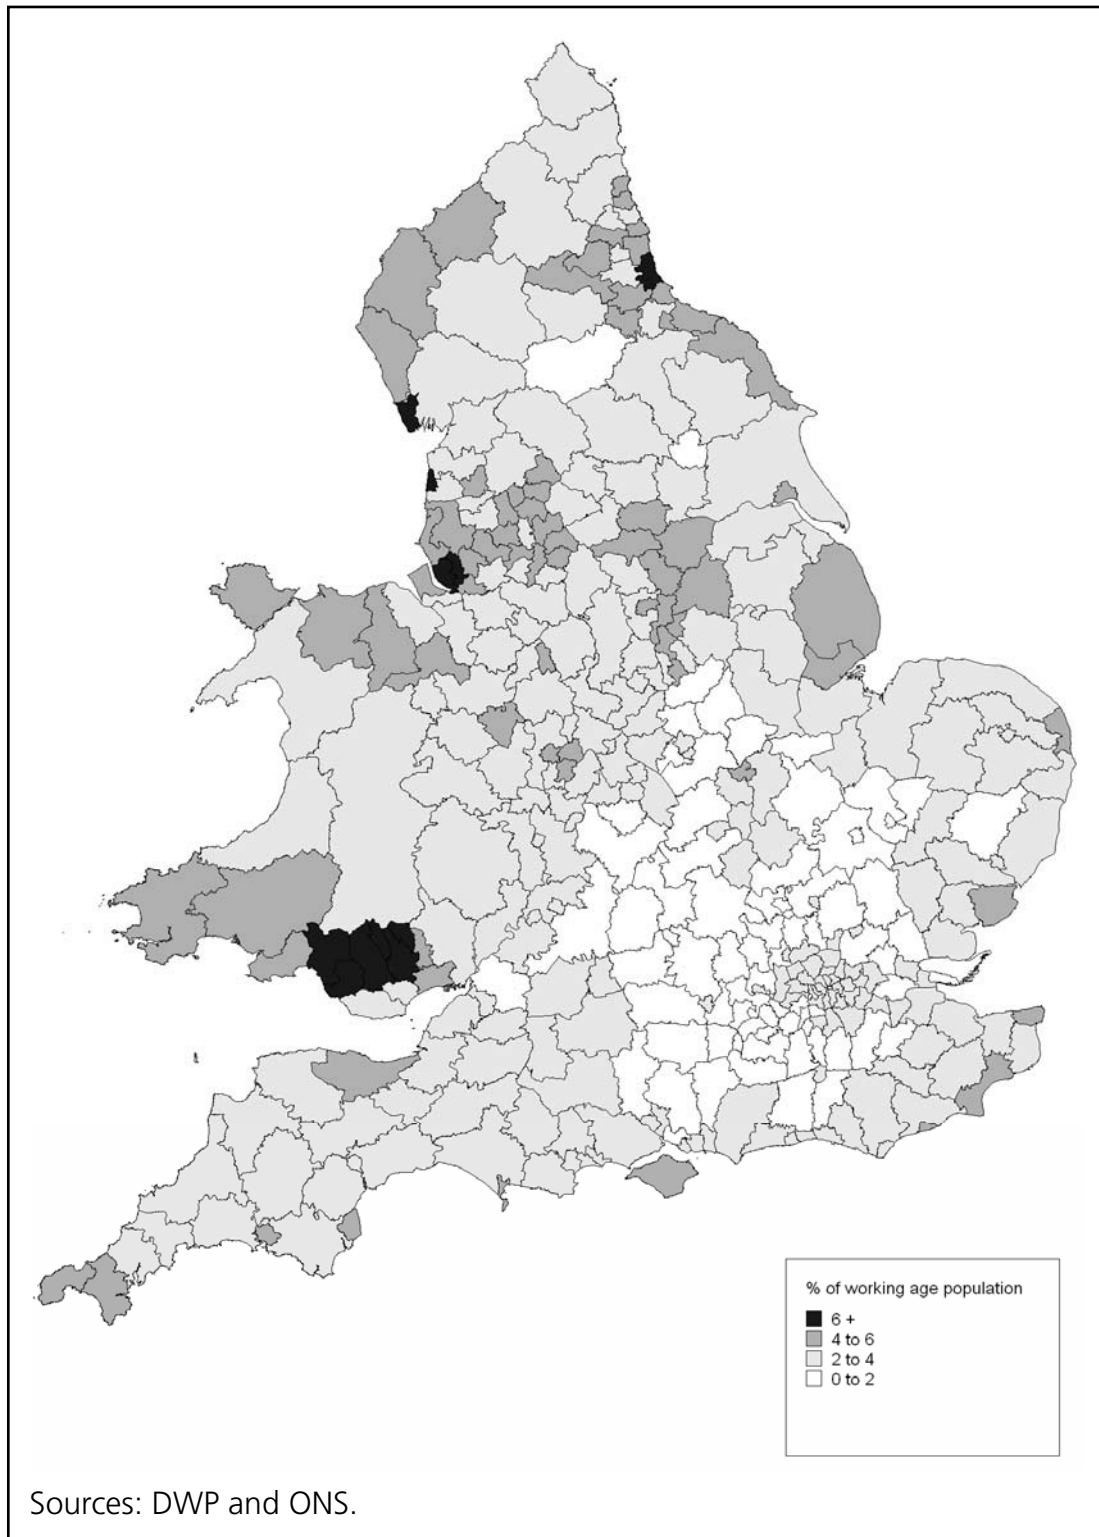 % of working age population
6 +
4 to 6
2 to 4
0 to 2
Sources: DWP and ONS.